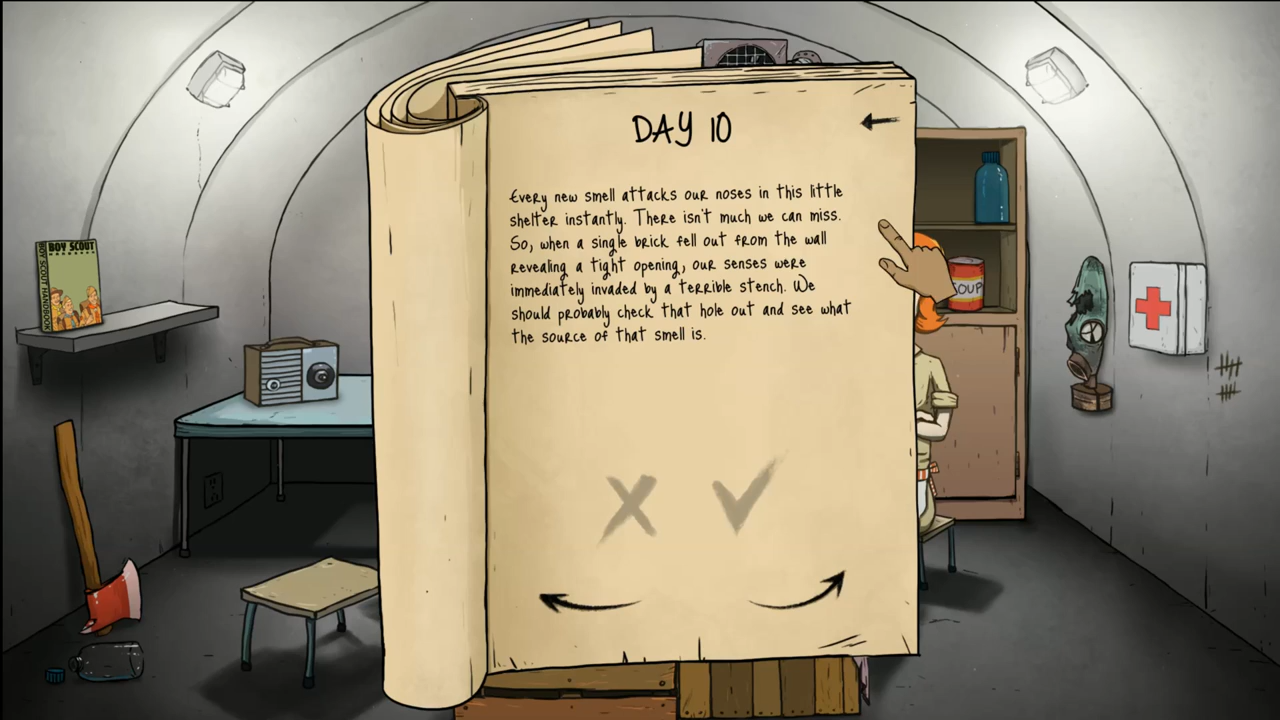 DAY 10
Every new smell attacks our noses in this little
shelter instantly. There isn't much we can miss.
So, when a single brick fell out from the wall
revealing a tight opening, our senses were
immediately invaded by a terrible stench. We
should probably check that hole out and see what
the source of that smell is.
BOY SCOUT
BOY SCOUT HANDBOOK
SOUP